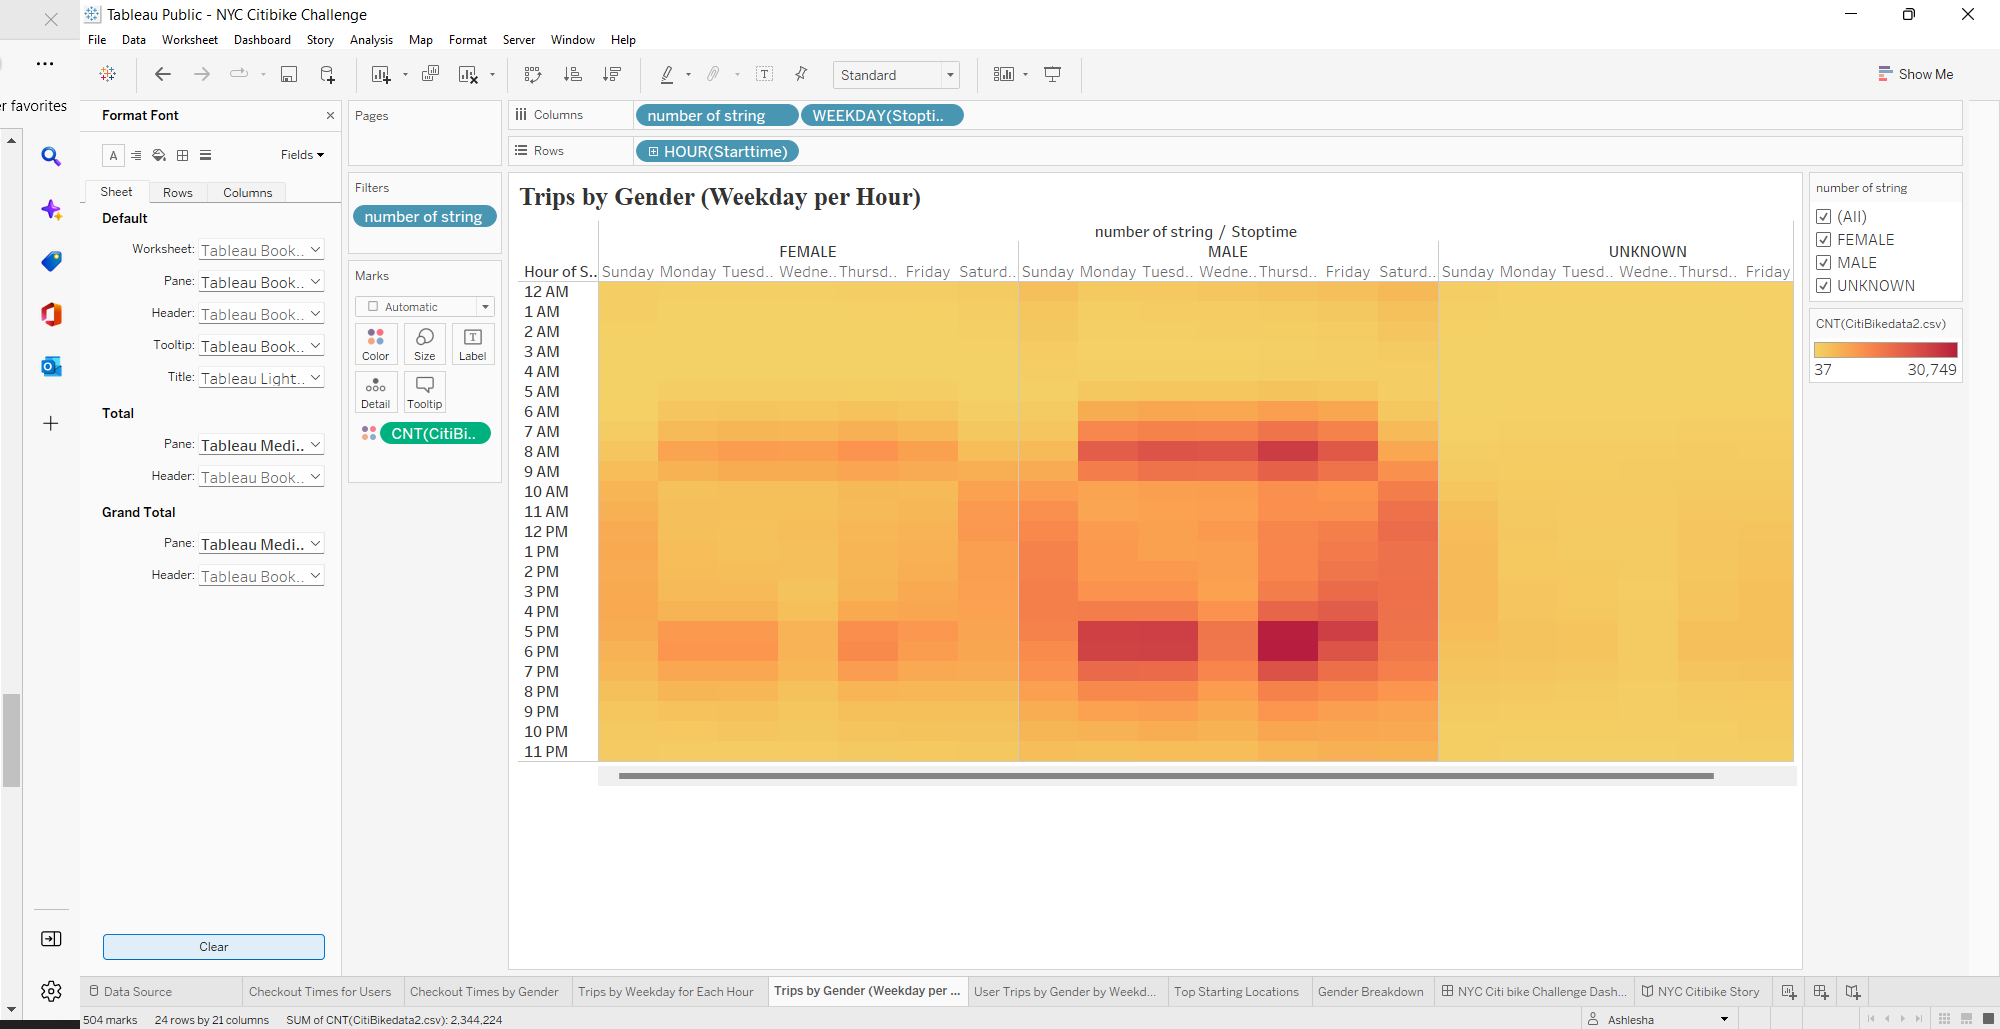 Tableau Public - NYC Citibike Challenge
File Data Worksheet Dashboard Story Analysis Map Format Server Window Help
Standard
Show Me
r favorites
Format Font
Fields
Sheet Rows Columns
Default
Worksheet: Tableau Book..
Pane: Tableau Book..
Header: Tableau Book..
Tooltip: Tableau Book..
Title: Tableau Light..
Total
Pane: Tableau Medi..
Header: Tableau Book..
Grand Total
Pane: Tableau Medi..
Header: Tableau Book..
Clear
Pages
Filters
number of string
Marks
Automatic
Color Size Label
Detail Tooltip
CNT(CitiBi..
Columns number of string WEEKDAY(Stopti..
Rows HOUR(Starttime)
Trips by Gender (Weekday per Hour)
number of string / Stoptime
FEMALE MALE UNKNOWN
Hour of S.. Sunday Monday Tuesd.. Wedne.. Thursd.. Friday Saturd.. Sunday Monday Tuesd.. Wedne.. Thursd.. Friday Saturd.. Sunday Monday Tuesd.. Wedne.. Thursd.. Friday
12 AM
1 AM
2 AM
3 AM
4 AM
5 AM
6 AM
7 AM
8 AM
9 AM
10 AM
11 AM
12 PM
1 PM
2 PM
3 PM
4 PM
5 PM
6 PM
7 PM
8 PM
9 PM
10 PM
11 PM
number of string
(All)
FEMALE
MALE
UNKNOWN
CNT(CitiBikedata2.csv)
37 30,749
Data Source Checkout Times for Users Checkout Times by Gender Trips by Weekday for Each Hour Trips by Gender (Weekday per ... User Trips by Gender by Weekd... Top Starting Locations Gender Breakdown NYC Citi bike Challenge Dash... NYC Citibike Story
504 marks 24 rows by 21 columns SUM of CNT(CitiBikedata2.csv): 2,344,224
Ashlesha